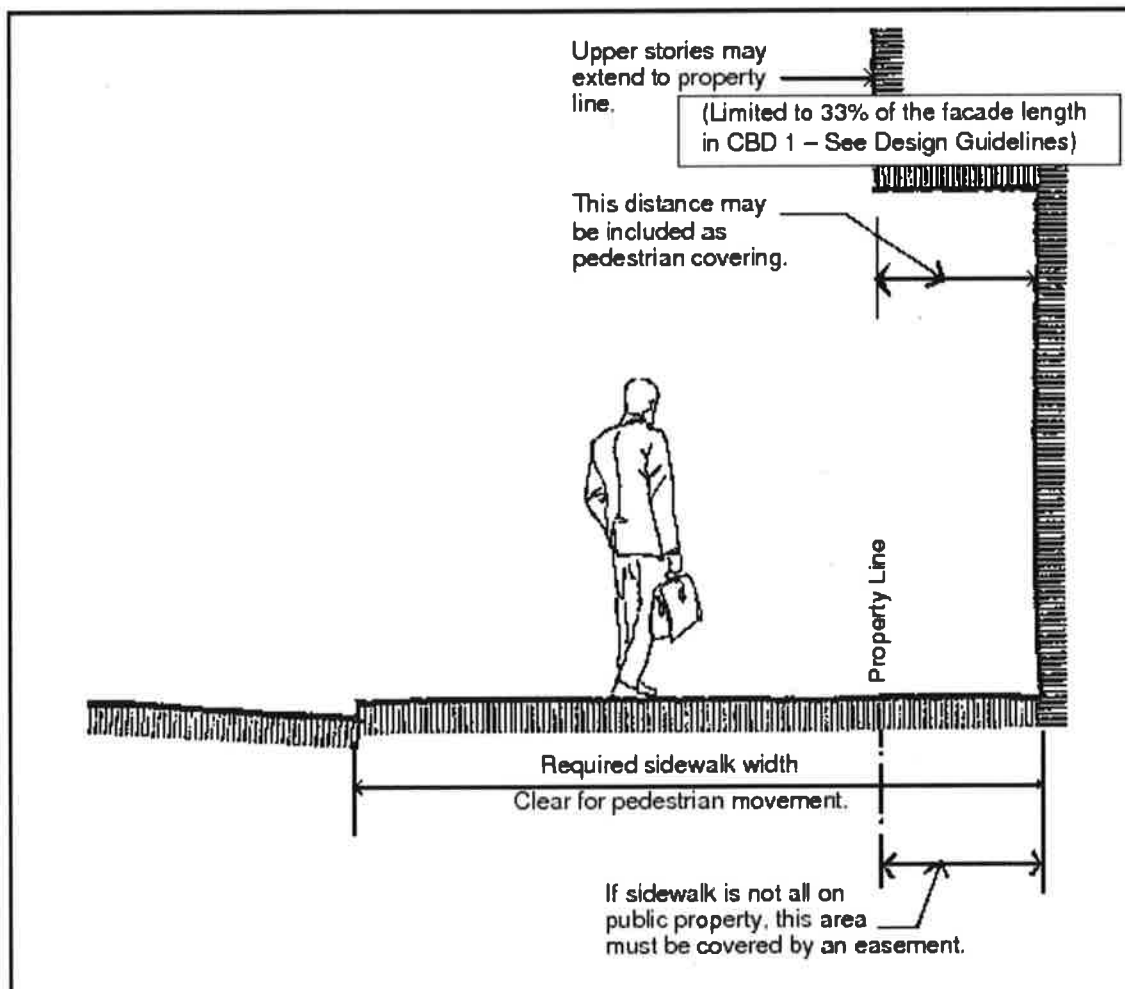 Upper stories may
extend to property
line.
(Limited to 33% of the facade length
in CBD 1 – See Design Guidelines)
This distance may
be included as
pedestrian covering.
Property Line
Required sidewalk width
Clear for pedestrian movement.
If sidewalk is not all on
public property, this area
must be covered by an easement.